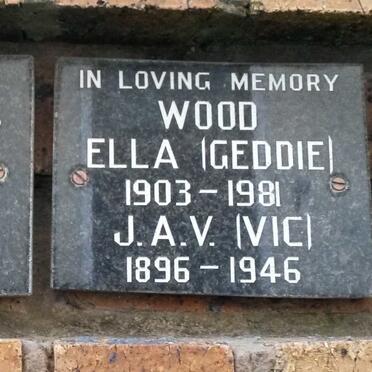 IN LOVING MEMORY
WOOD
ELLA (GEDDIE)
1903 – 1981
J.A.V. (VIC)
1896 – 1946